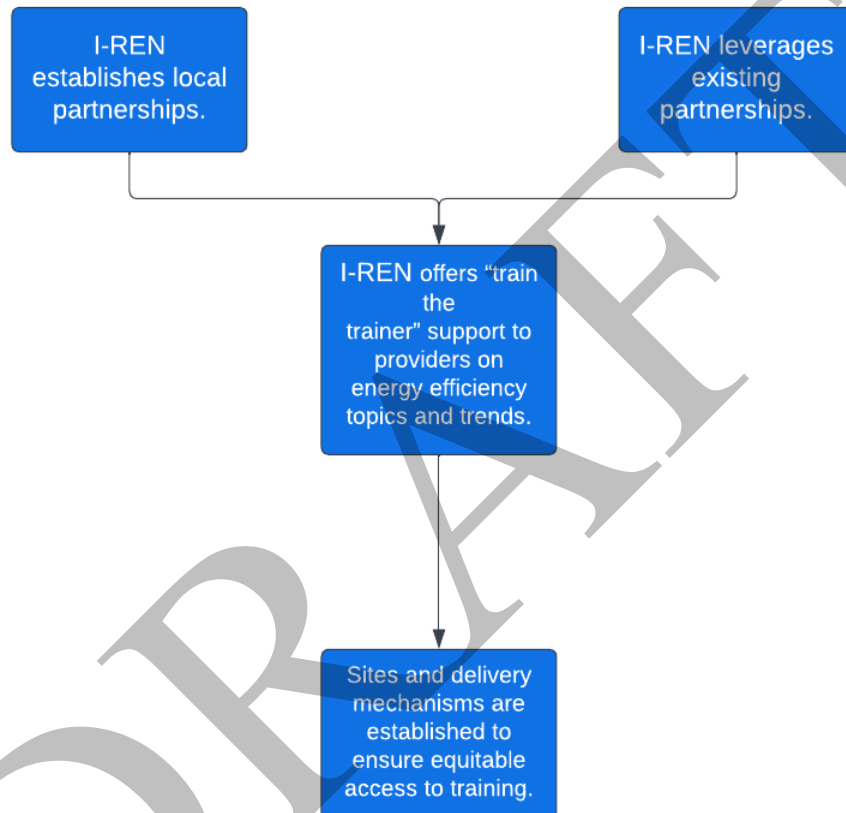 I-REN
establishes local
partnerships.
I-REN leverages
existing
partnerships.
I-REN offers “train
the
trainer” support to
providers on
energy efficiency
topics and trends.
Sites and delivery
mechanisms are
established to
ensure equitable
access to training.
DRAFT